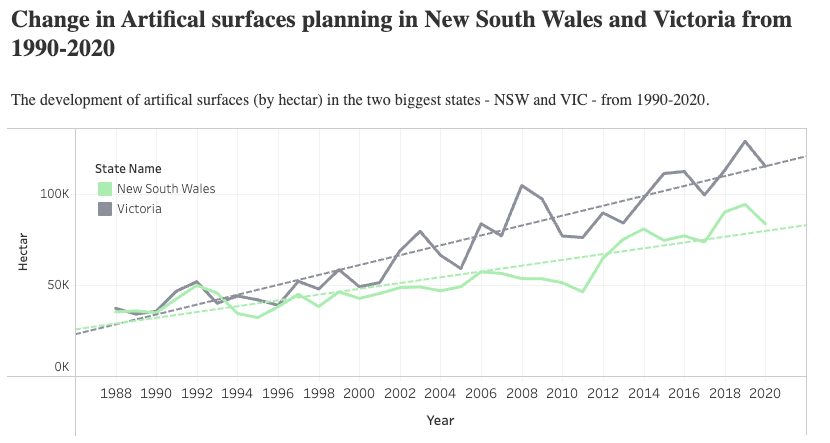 Change in Artifical surfaces planning in New South Wales and Victoria from
1990-2020
The development of artifical surfaces (by hectar) in the two biggest states - NSW and VIC - from 1990-2020.
State Name
New South Wales
Victoria
100K
50K
0K
Hectar
1988 1990 1992 1994 1996 1998 2000 2002 2004 2006 2008 2010 2012 2014 2016 2018 2020
Year